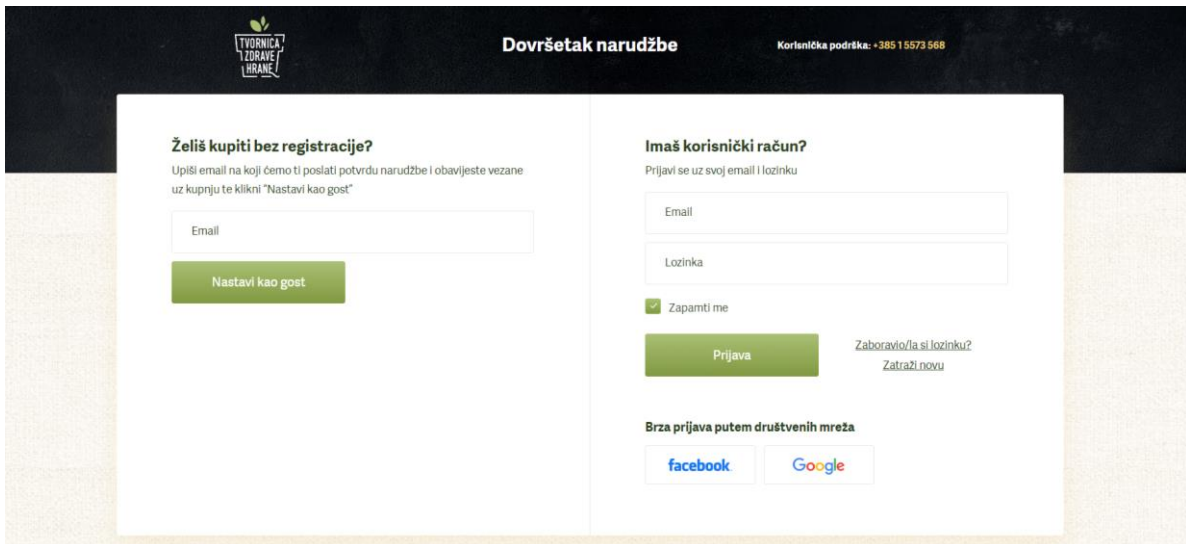 TVORNICA
ZDRAVE
HRANE
Dovršetak narudžbe
Korisnička podrška: +385 1 5573 568
Želiš kupiti bez registracije?
Upiši email na koji ćemo ti poslati potvrdu narudžbe i obavijeste vezane
uz kupnju te klikni "Nastavi kao gost"
Email
Nastavi kao gost
Imaš korisnički račun?
Prijavi se uz svoj email i lozinku
Email
Lozinka
Zapamti me
Prijava
Zaboravio/la si lozinku?
Zatraži novu
Brza prijava putem društvenih mreža
facebook
Google